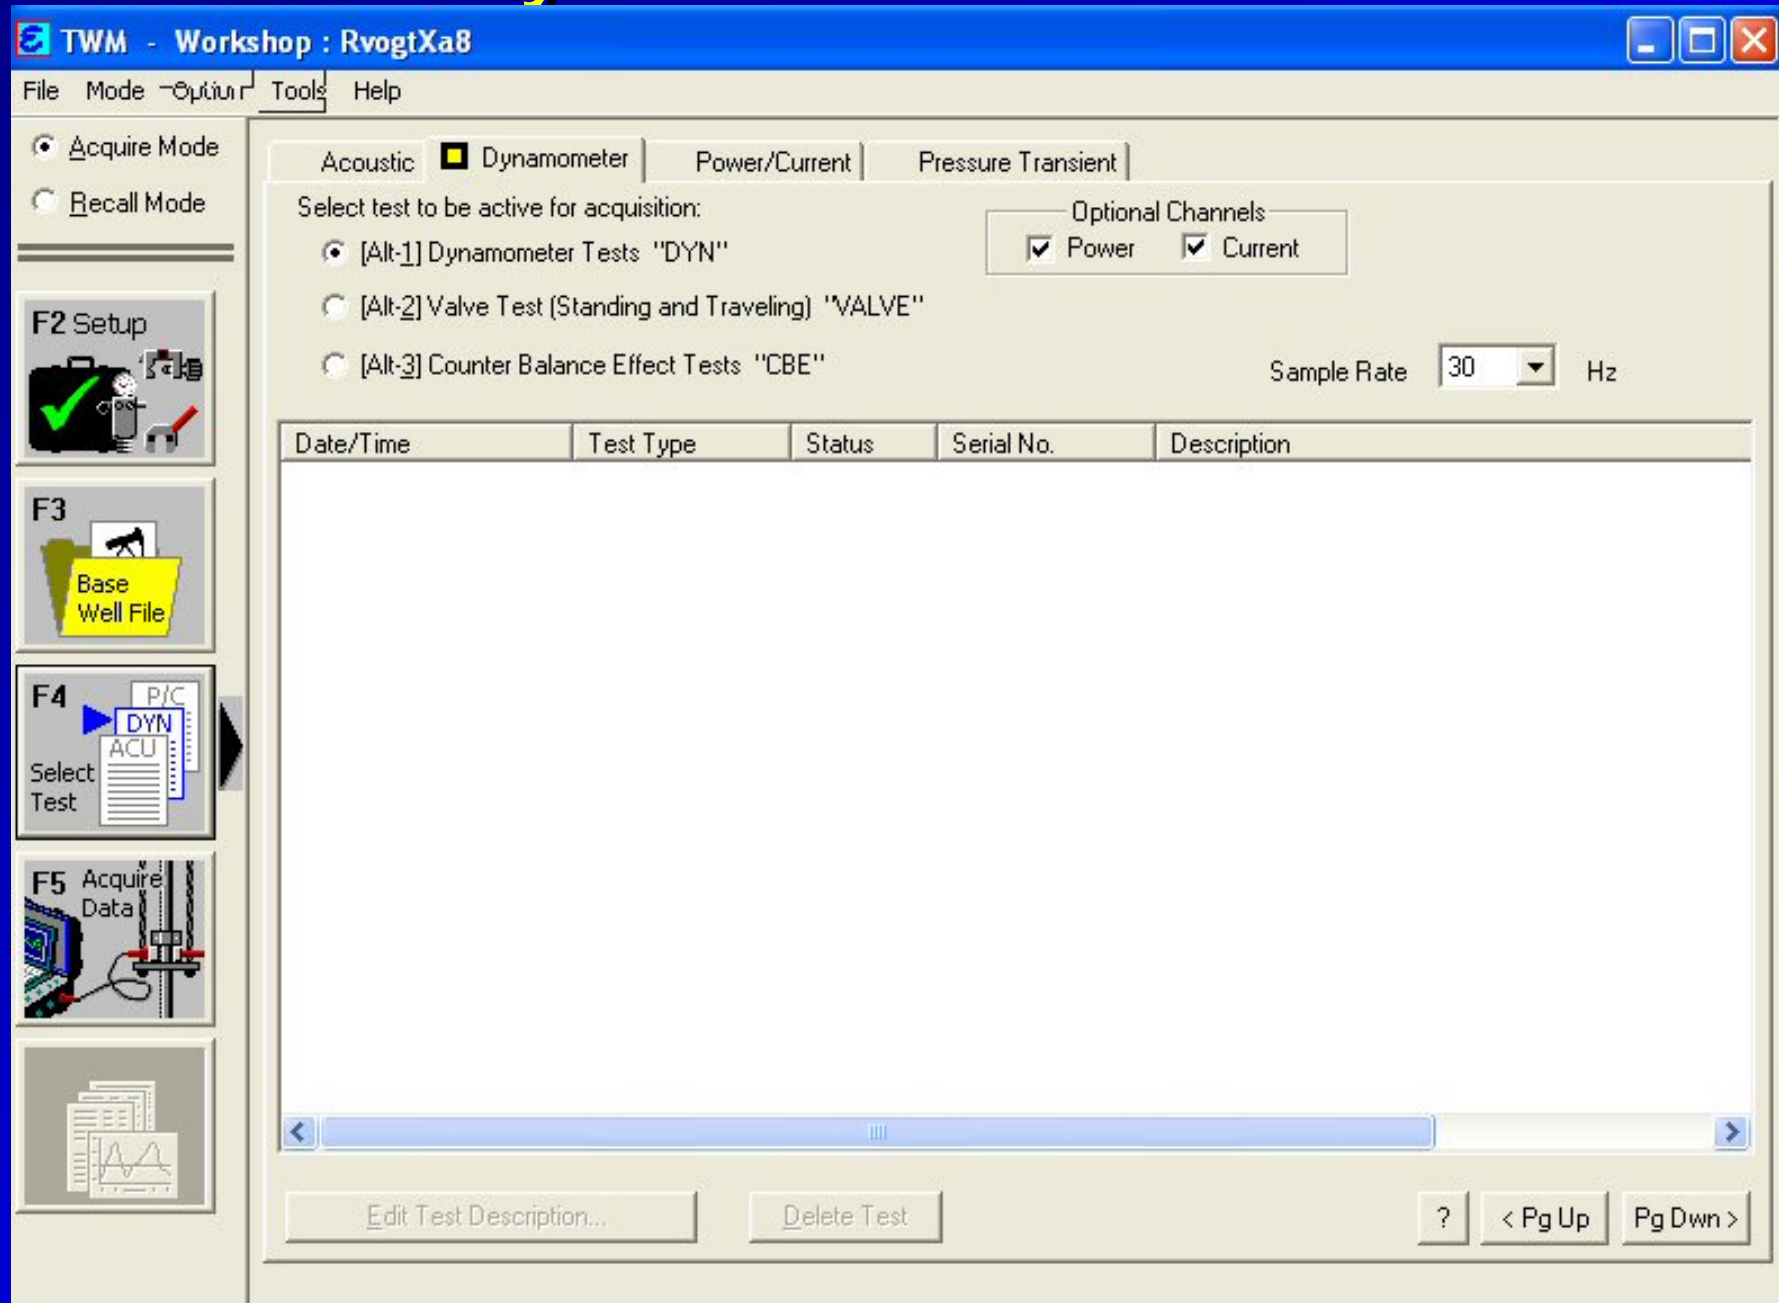 TWM - Workshop : RvogtXa8
File Mode Tools Help
Acquire Mode
Recall Mode
F2 Setup
F3
Base
Well File
F4
P/C
DYN
ACU
Select
Test
F5 Acquire
Data
Acoustic Dynamometer Power/Current Pressure Transient
Select test to be active for acquisition:
Optional Channels
[Alt-1] Dynamometer Tests "DYN"
Power Current
[Alt-2] Valve Test (Standing and Traveling) "VALVE"
[Alt-3] Counter Balance Effect Tests "CBE"
Sample Rate 30 Hz
Date/Time Test Type Status Serial No. Description
Edit Test Description... Delete Test ? < Pg Up Pg Dwn >